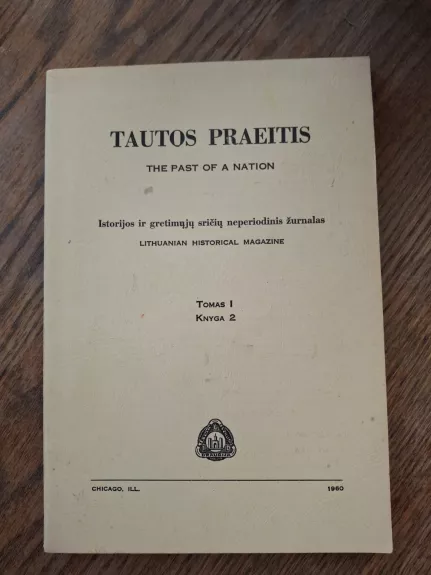 TAUTOS PRAEITIS
THE PAST OF A NATION
Istorijos ir gretimųjų sričių neperiodinis žurnalas
LITHUANIAN HISTORICAL MAGAZINE
TOMAS I
KNYGA 2
CHICAGO, ILL. 1960